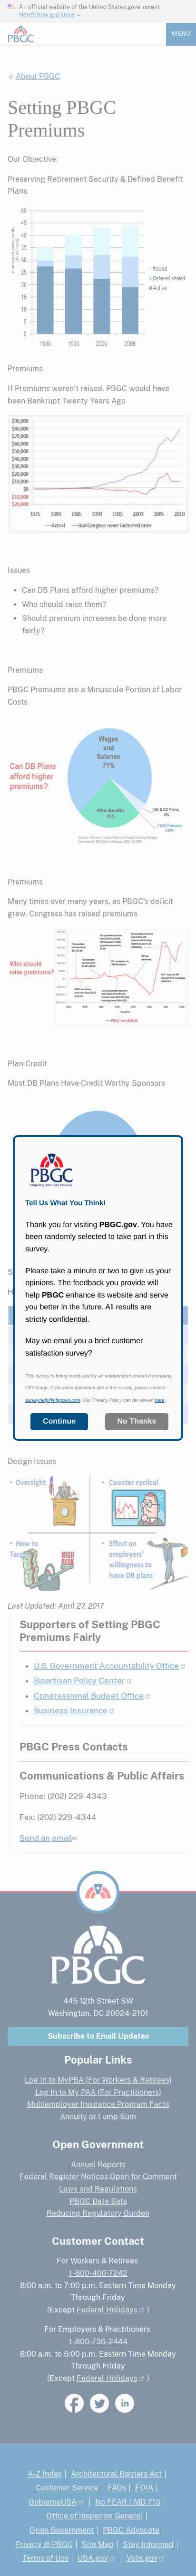 An official website of the United States government
Here's how you know
PBGC
MENU
About PBGC
Setting PBGC
Premiums
Our Objective:
Preserving Retirement Security & Defined Benefit
Plans
50
45
40
35
30
25
20
15
10
5
0
Retired
Deferred Vested
Active
1980
1990
2000
2008
Premiums
If Premiums weren't raised, PBGC would have
been Bankrupt Twenty Years Ago
$90,000
$80,000
$70,000
$60,000
$50,000
$40,000
$30,000
$20,000
$10,000
$0
$10,000
$20,000
1975 1980 1985 1990 1995 2000 2005 2010
Actual
Had Congress never increased rates
Issues
Can DB Plans afford higher premiums?
Who should raise them?
Should premium increases be done more
fairly?
Premiums
PBGC Premiums are a Minuscule Portion of Labor
Costs
Can DB Plans
afford higher
premiums?
Wages
and
Salaries
71%
Other Benefits,
Premiums
Many times over many years, as PBGC's deficit
grew, Congress has raised premiums
Who should
raise premiums?
PBGC net deficit
Plan Credit
Most DB Plans Have Credit Worthy Sponsors
PBGC
Protecting America's Pensions
Tell Us What You Think!
Thank you for visiting PBGC.gov. You have
been randomly selected to take part in this
survey.
Please take a minute or two to give us your
opinions. The feedback you provide will
help PBGC enhance its website and serve
you better in the future. All results are
strictly confidential.
May we email you a brief customer
satisfaction survey?
This survey is being conducted by an independent research company,
CFI Group. If you have questions about this survey, please contact
surveyhelp@cfigroup.com. Our Privacy Policy can be viewed here.
Continue
No Thanks
Design Issues
Oversight
Counter cyclical
How to
Targ
HIGH
RISK
Effect on
employers'
willingness to
have DB plans
Last Updated: April 27, 2017
Supporters of Setting PBGC
Premiums Fairly
U.S. Government Accountability Office
Bipartisan Policy Center
Congressional Budget Office
Business Insurance
PBGC Press Contacts
Communications & Public Affairs
Phone: (202) 229-4343
Fax: (202) 229-4344
Send an email
PBGC
445 12th Street SW
Washington, DC 20024-2101
Subscribe to Email Updates
Popular Links
Log In to MyPBA (For Workers & Retirees)
Log In to My PAA (For Practitioners)
Multiemployer Insurance Program Facts
Annuity or Lump Sum
Open Government
Annual Reports
Federal Register Notices Open for Comment
Laws and Regulations
PBGC Data Sets
Reducing Regulatory Burden
Customer Contact
For Workers & Retirees
1-800-400-7242
8:00 a.m. to 7:00 p.m. Eastern Time Monday
Through Friday
(Except Federal Holidays )
For Employers & Practitioners
1-800-736-2444
8:00 a.m. to 5:00 p.m. Eastern Time Monday
Through Friday
(Except Federal Holidays )
in
A-Z Index | Architectural Barriers Act |
Customer Service | FAQs | FOIA |
GobiernoUSA | No FEAR / MD 715 |
Office of Inspector General |
Open Government | PBGC Advocate |
Privacy @ PBGC | Site Map | Stay Informed |
Terms of Use | USA.gov | Vote.gov